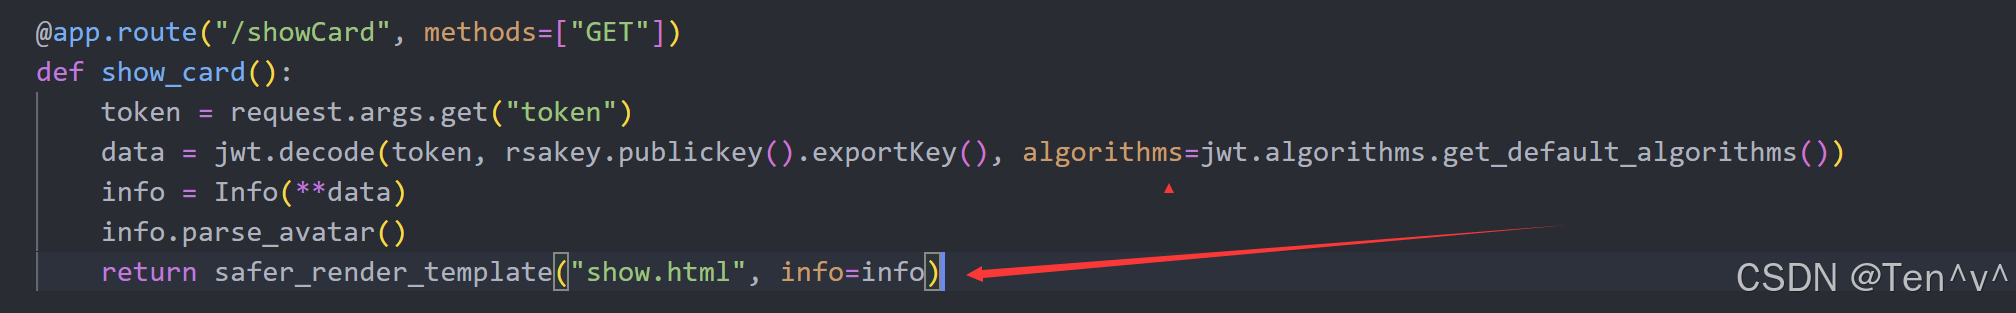 @app.route("/showCard", methods=["GET"])
def show_card():
    token = request.args.get("token")
    data = jwt.decode(token, rsakey.publickey().exportKey(), algorithms=jwt.algorithms.get_default_algorithms())
    info = Info(**data)
    info.parse_avatar()
    return safer_render_template("show.html", info=info)
CSDN @Ten^v^